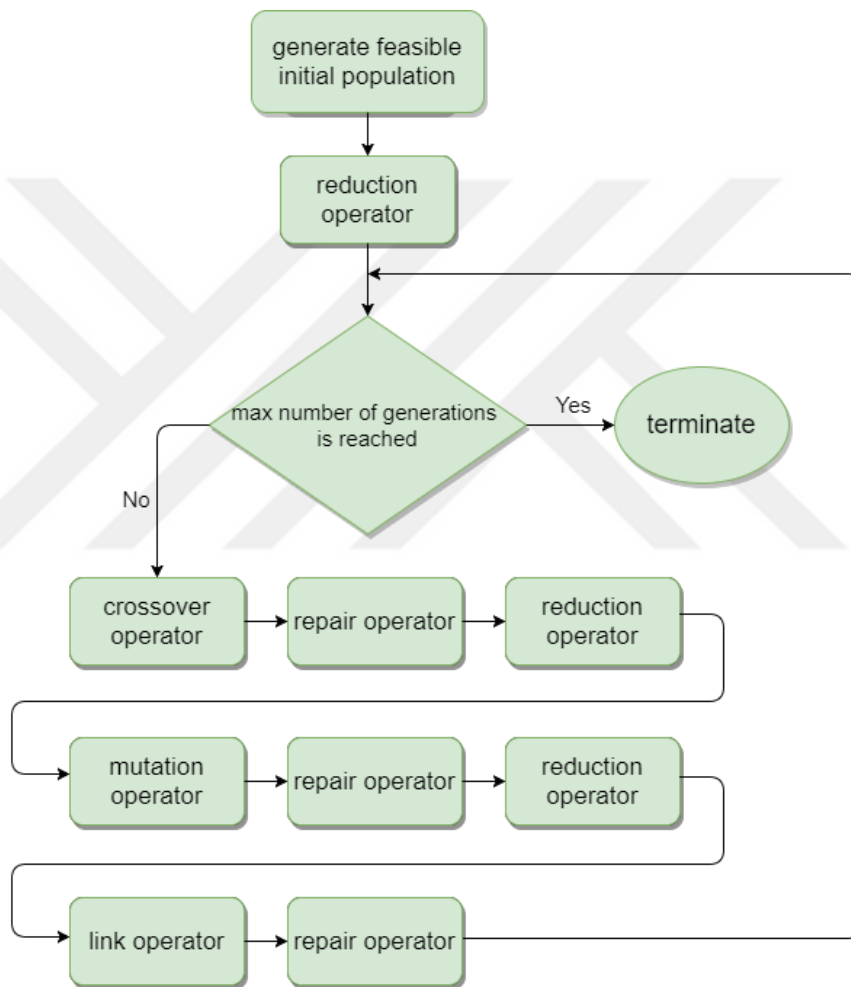 generate feasible
initial population
reduction
operator
max number of generations
is reached
Yes
terminate
No
crossover
operator
repair operator
reduction
operator
mutation
operator
repair operator
reduction
operator
link operator
repair operator